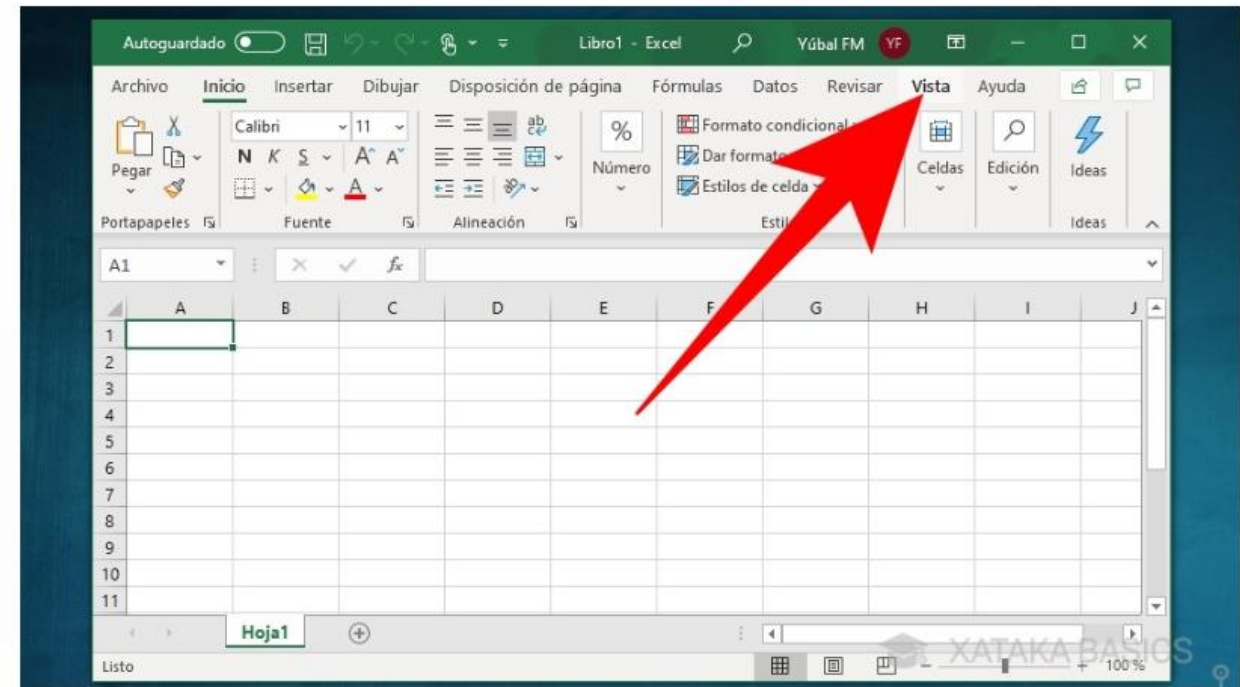 Autoguardado Libro1 - Excel Yúbal FM YF
Archivo Inicio Insertar Dibujar Disposición de página Fórmulas Datos Revisar Vista Ayuda
Pegar
Calibri 11
N K S A A
A
ab
%
Número
Formato condicional
Dar
Estilos de celda
Celdas
Edición
Ideas
Portapapeles Fuente Alineación Ideas
A1 fx
A B C D E F G H I J
1
2
3
4
5
6
7
8
9
10
11
Hoja1
Listo 100 %
XATAKA BASICS